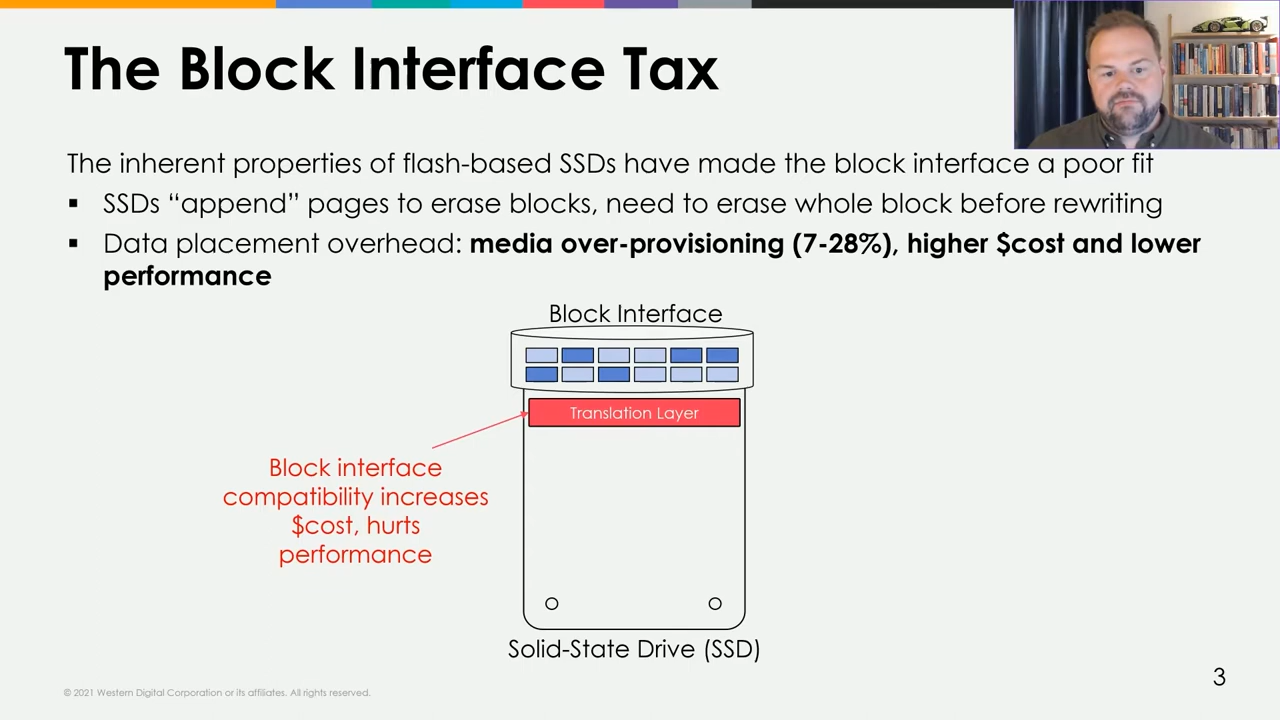 The Block Interface Tax
The inherent properties of flash-based SSDs have made the block interface a poor fit
▪ SSDs “append” pages to erase blocks, need to erase whole block before rewriting
▪ Data placement overhead: media over-provisioning (7-28%), higher $cost and lower
performance
Block Interface
Translation Layer
Block interface
compatibility increases
$cost, hurts
performance
Solid-State Drive (SSD)
© 2021 Western Digital Corporation or its affiliates. All rights reserved.
3